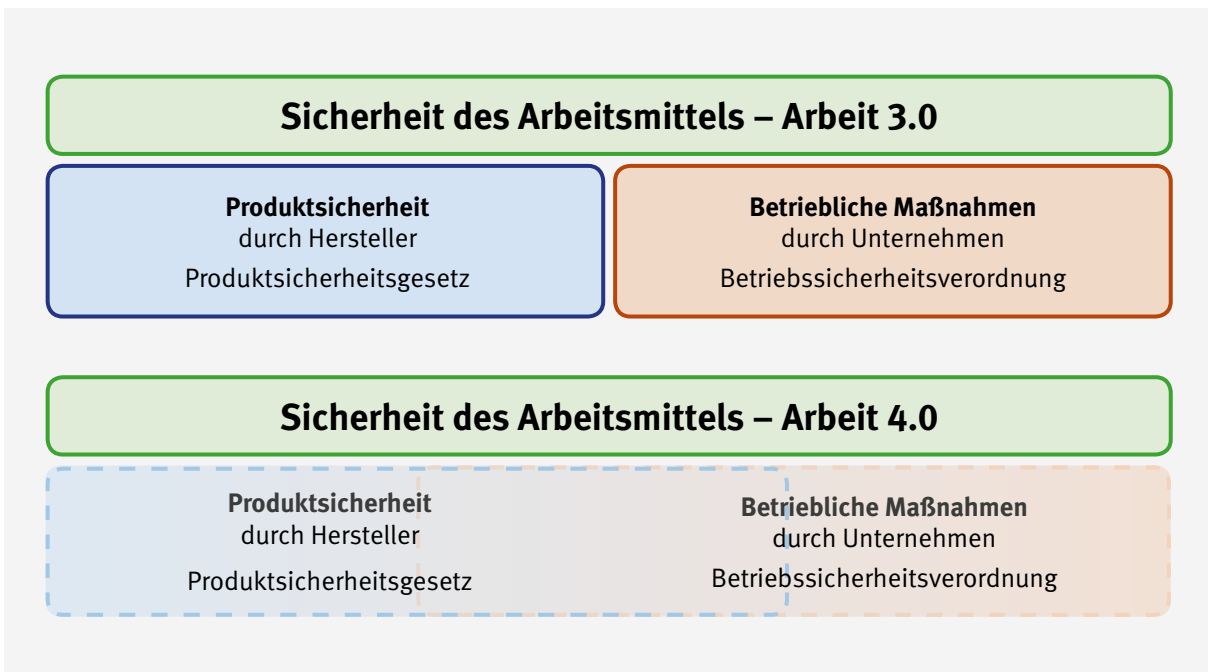 Sicherheit des Arbeitsmittels – Arbeit 3.0
Produktsicherheit
durch Hersteller
Produktsicherheitsgesetz
Betriebliche Maßnahmen
durch Unternehmen
Betriebssicherheitsverordnung
Sicherheit des Arbeitsmittels – Arbeit 4.0
Produktsicherheit
durch Hersteller
Produktsicherheitsgesetz
Betriebliche Maßnahmen
durch Unternehmen
Betriebssicherheitsverordnung